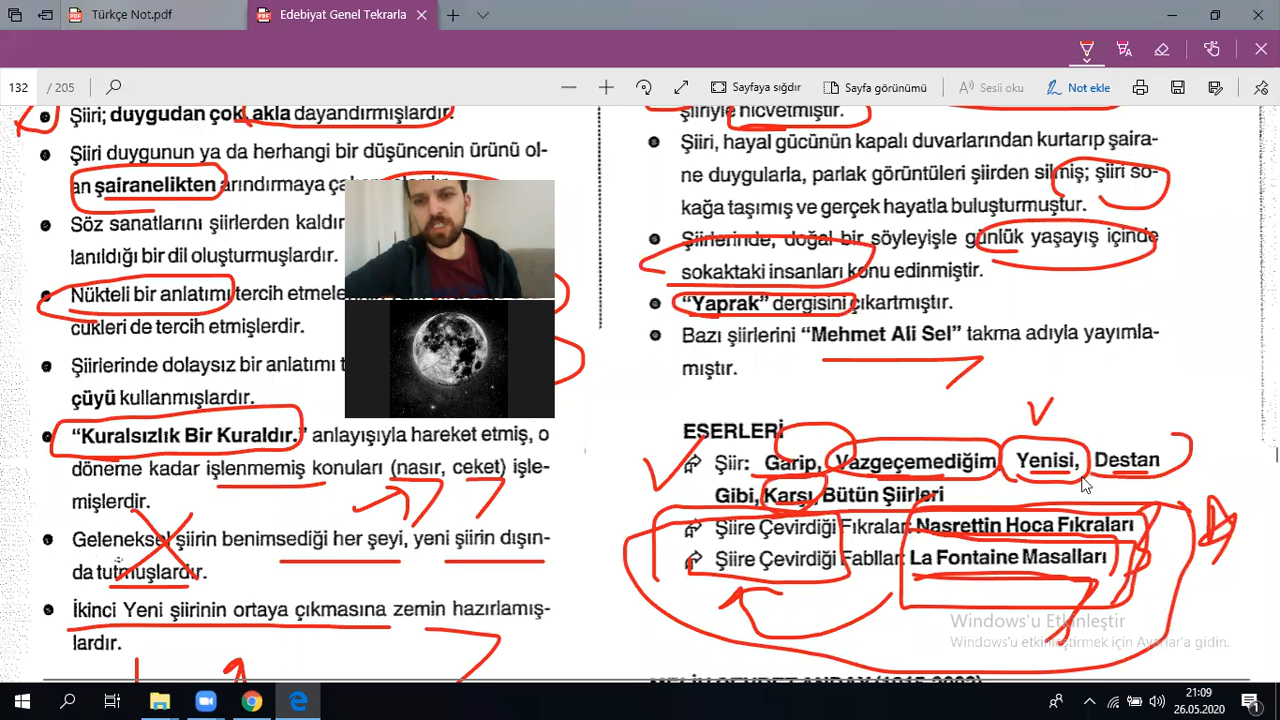 Türkçe Not.pdf
Edebiyat Genel Tekrarla
132 / 205
Sayfaya sığdır
Sayfa görünümü
Sesli oku
Not ekle
Şiiri; duygudan çok akla dayandırmışlardır.
Şiiri duygunun ya da herhangi bir düşüncenin ürünü ol-
an şairanelikten arındırmaya
Söz sanatlarını şiirlerden kaldır
lanıldığı bir dil oluşturmuşlardır.
Nükteli bir anlatımı tercih etmeleri
cükleri de tercih etmişlerdir.
Şiirlerinde dolaysız bir anlatımı t
çüyü kullanmışlardır.
"Kuralsızlık Bir Kuraldır." anlayışıyla hareket etmiş, o
döneme kadar işlenmemiş konuları (nasır, ceket) işle-
mişlerdir.
Geleneksel şiirin benimsediği her şeyi, yeni şiirin dışın-
da tutmuşlardır.
İkinci Yeni şiirinin ortaya çıkmasına zemin hazırlamış-
lardır.
şiiriyle hicvetmiştir.
Şiiri, hayal gücünün kapalı duvarlarından kurtarıp şaira-
ne duygularla, parlak görüntüleri şiirden silmiş; şiiri so-
kağa taşımış ve gerçek hayatla buluşturmuştur.
Şiirlerinde, doğal bir söyleyişle günlük yaşayış içinde
sokaktaki insanları konu edinmiştir.
"Yaprak" dergisini çıkartmıştır.
Bazı şiirlerini "Mehmet Ali Sel" takma adıyla yayımla-
mıştır.
ESERLERİ
Şiir: Garip, Vazgeçemediğim Yenisi, Destan
Gibi, Karşı, Bütün Şiirleri
Şiire Çevirdiği Fıkralar: Nasrettin Hoca Fıkraları
Şiire Çevirdiği Fabllar: La Fontaine Masalları
Windows'u Etkinleştir
Windows'u etkinleştirmek için Ayarlar'a gidin.
MELİH CEVDET ANDAY (1915-2002)
21:09
26.05.2020
1